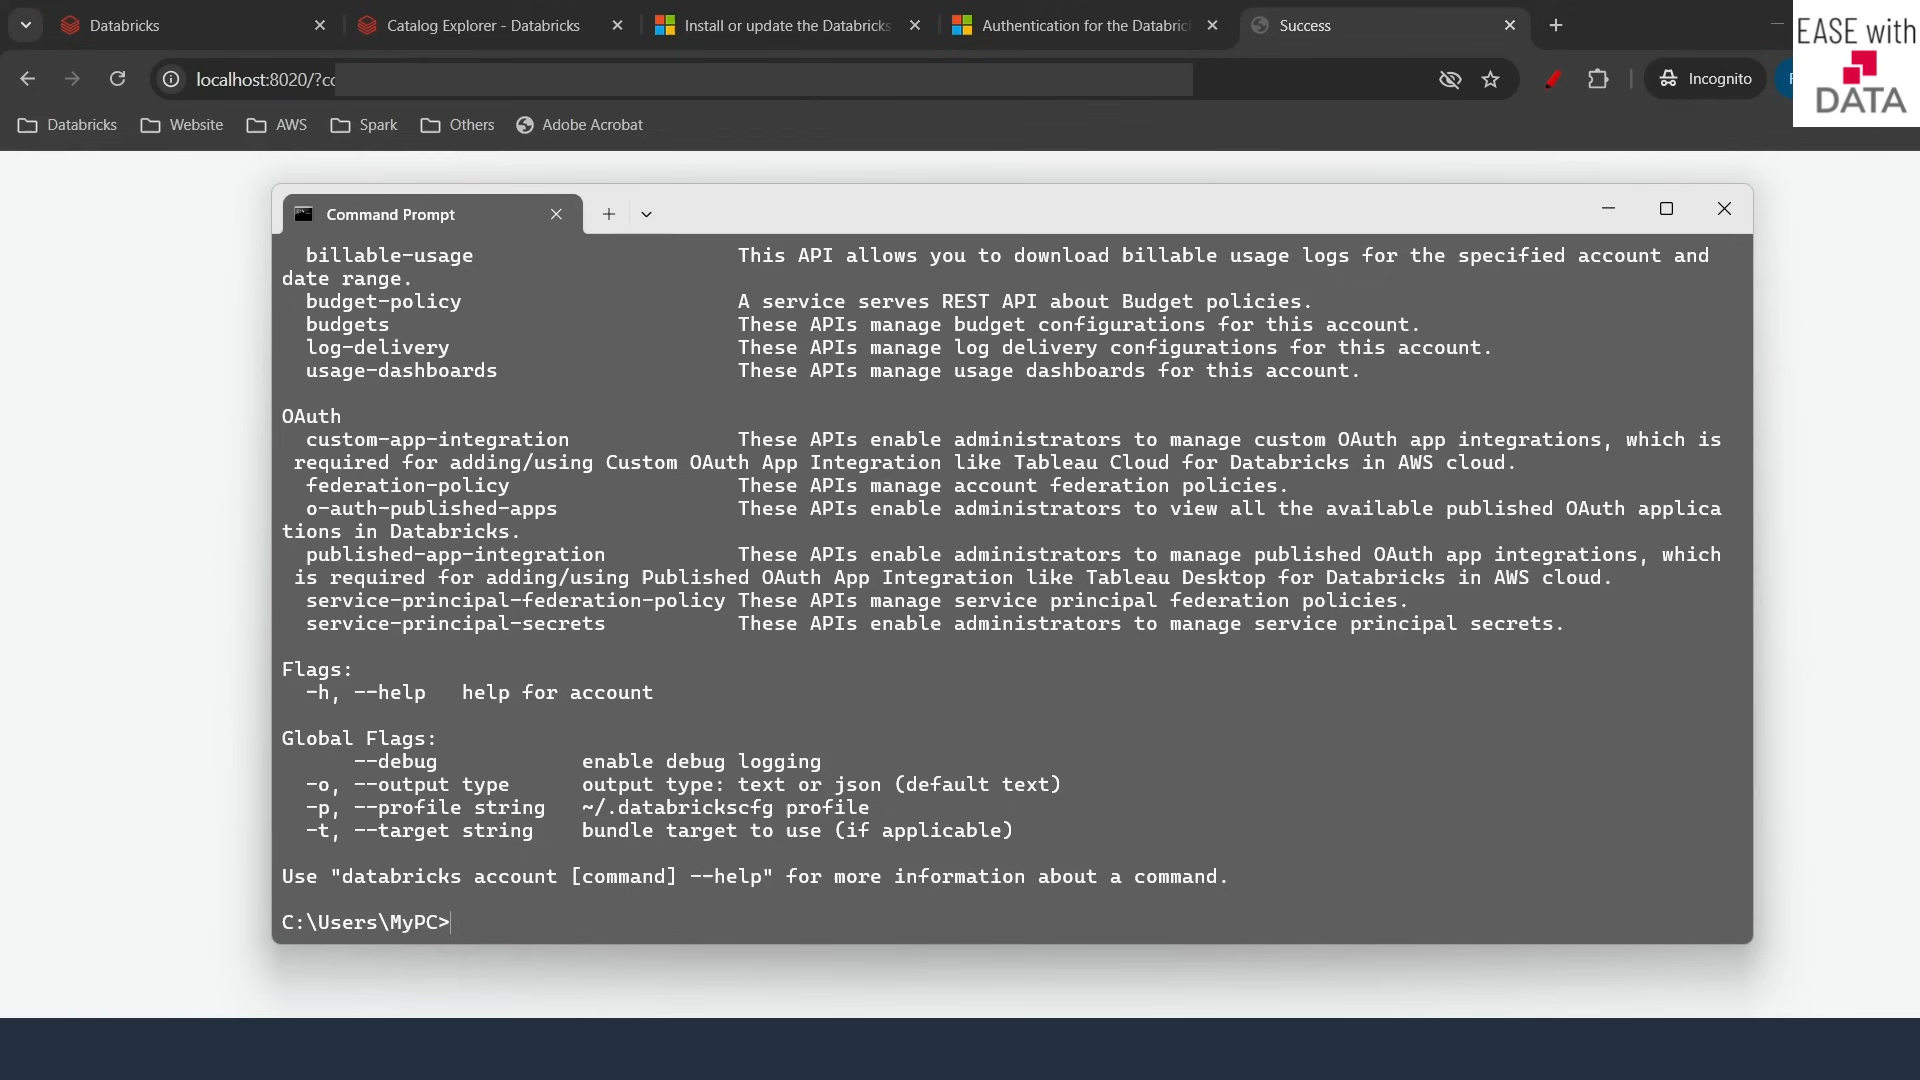 Databricks
Catalog Explorer - Databricks
Install or update the Databricks
Authentication for the Databric
Success
EASE with
DATA
localhost:8020/?co
Incognito
Databricks
Website
AWS
Spark
Others
Adobe Acrobat
Command Prompt
billable-usage This API allows you to download billable usage logs for the specified account and
date range.
budget-policy A service serves REST API about Budget policies.
budgets These APIs manage budget configurations for this account.
log-delivery These APIs manage log delivery configurations for this account.
usage-dashboards These APIs manage usage dashboards for this account.
OAuth
custom-app-integration These APIs enable administrators to manage custom OAuth app integrations, which is
required for adding/using Custom OAuth App Integration like Tableau Cloud for Databricks in AWS cloud.
federation-policy These APIs manage account federation policies.
o-auth-published-apps These APIs enable administrators to view all the available published OAuth applica
tions in Databricks.
published-app-integration These APIs enable administrators to manage published OAuth app integrations, which
is required for adding/using Published OAuth App Integration like Tableau Desktop for Databricks in AWS cloud.
service-principal-federation-policy These APIs manage service principal federation policies.
service-principal-secrets These APIs enable administrators to manage service principal secrets.
Flags:
-h, --help help for account
Global Flags:
--debug enable debug logging
-o, --output type output type: text or json (default text)
-p, --profile string ~/.databrickscfg profile
-t, --target string bundle target to use (if applicable)
Use "databricks account [command] --help" for more information about a command.
C:\Users\MyPC>